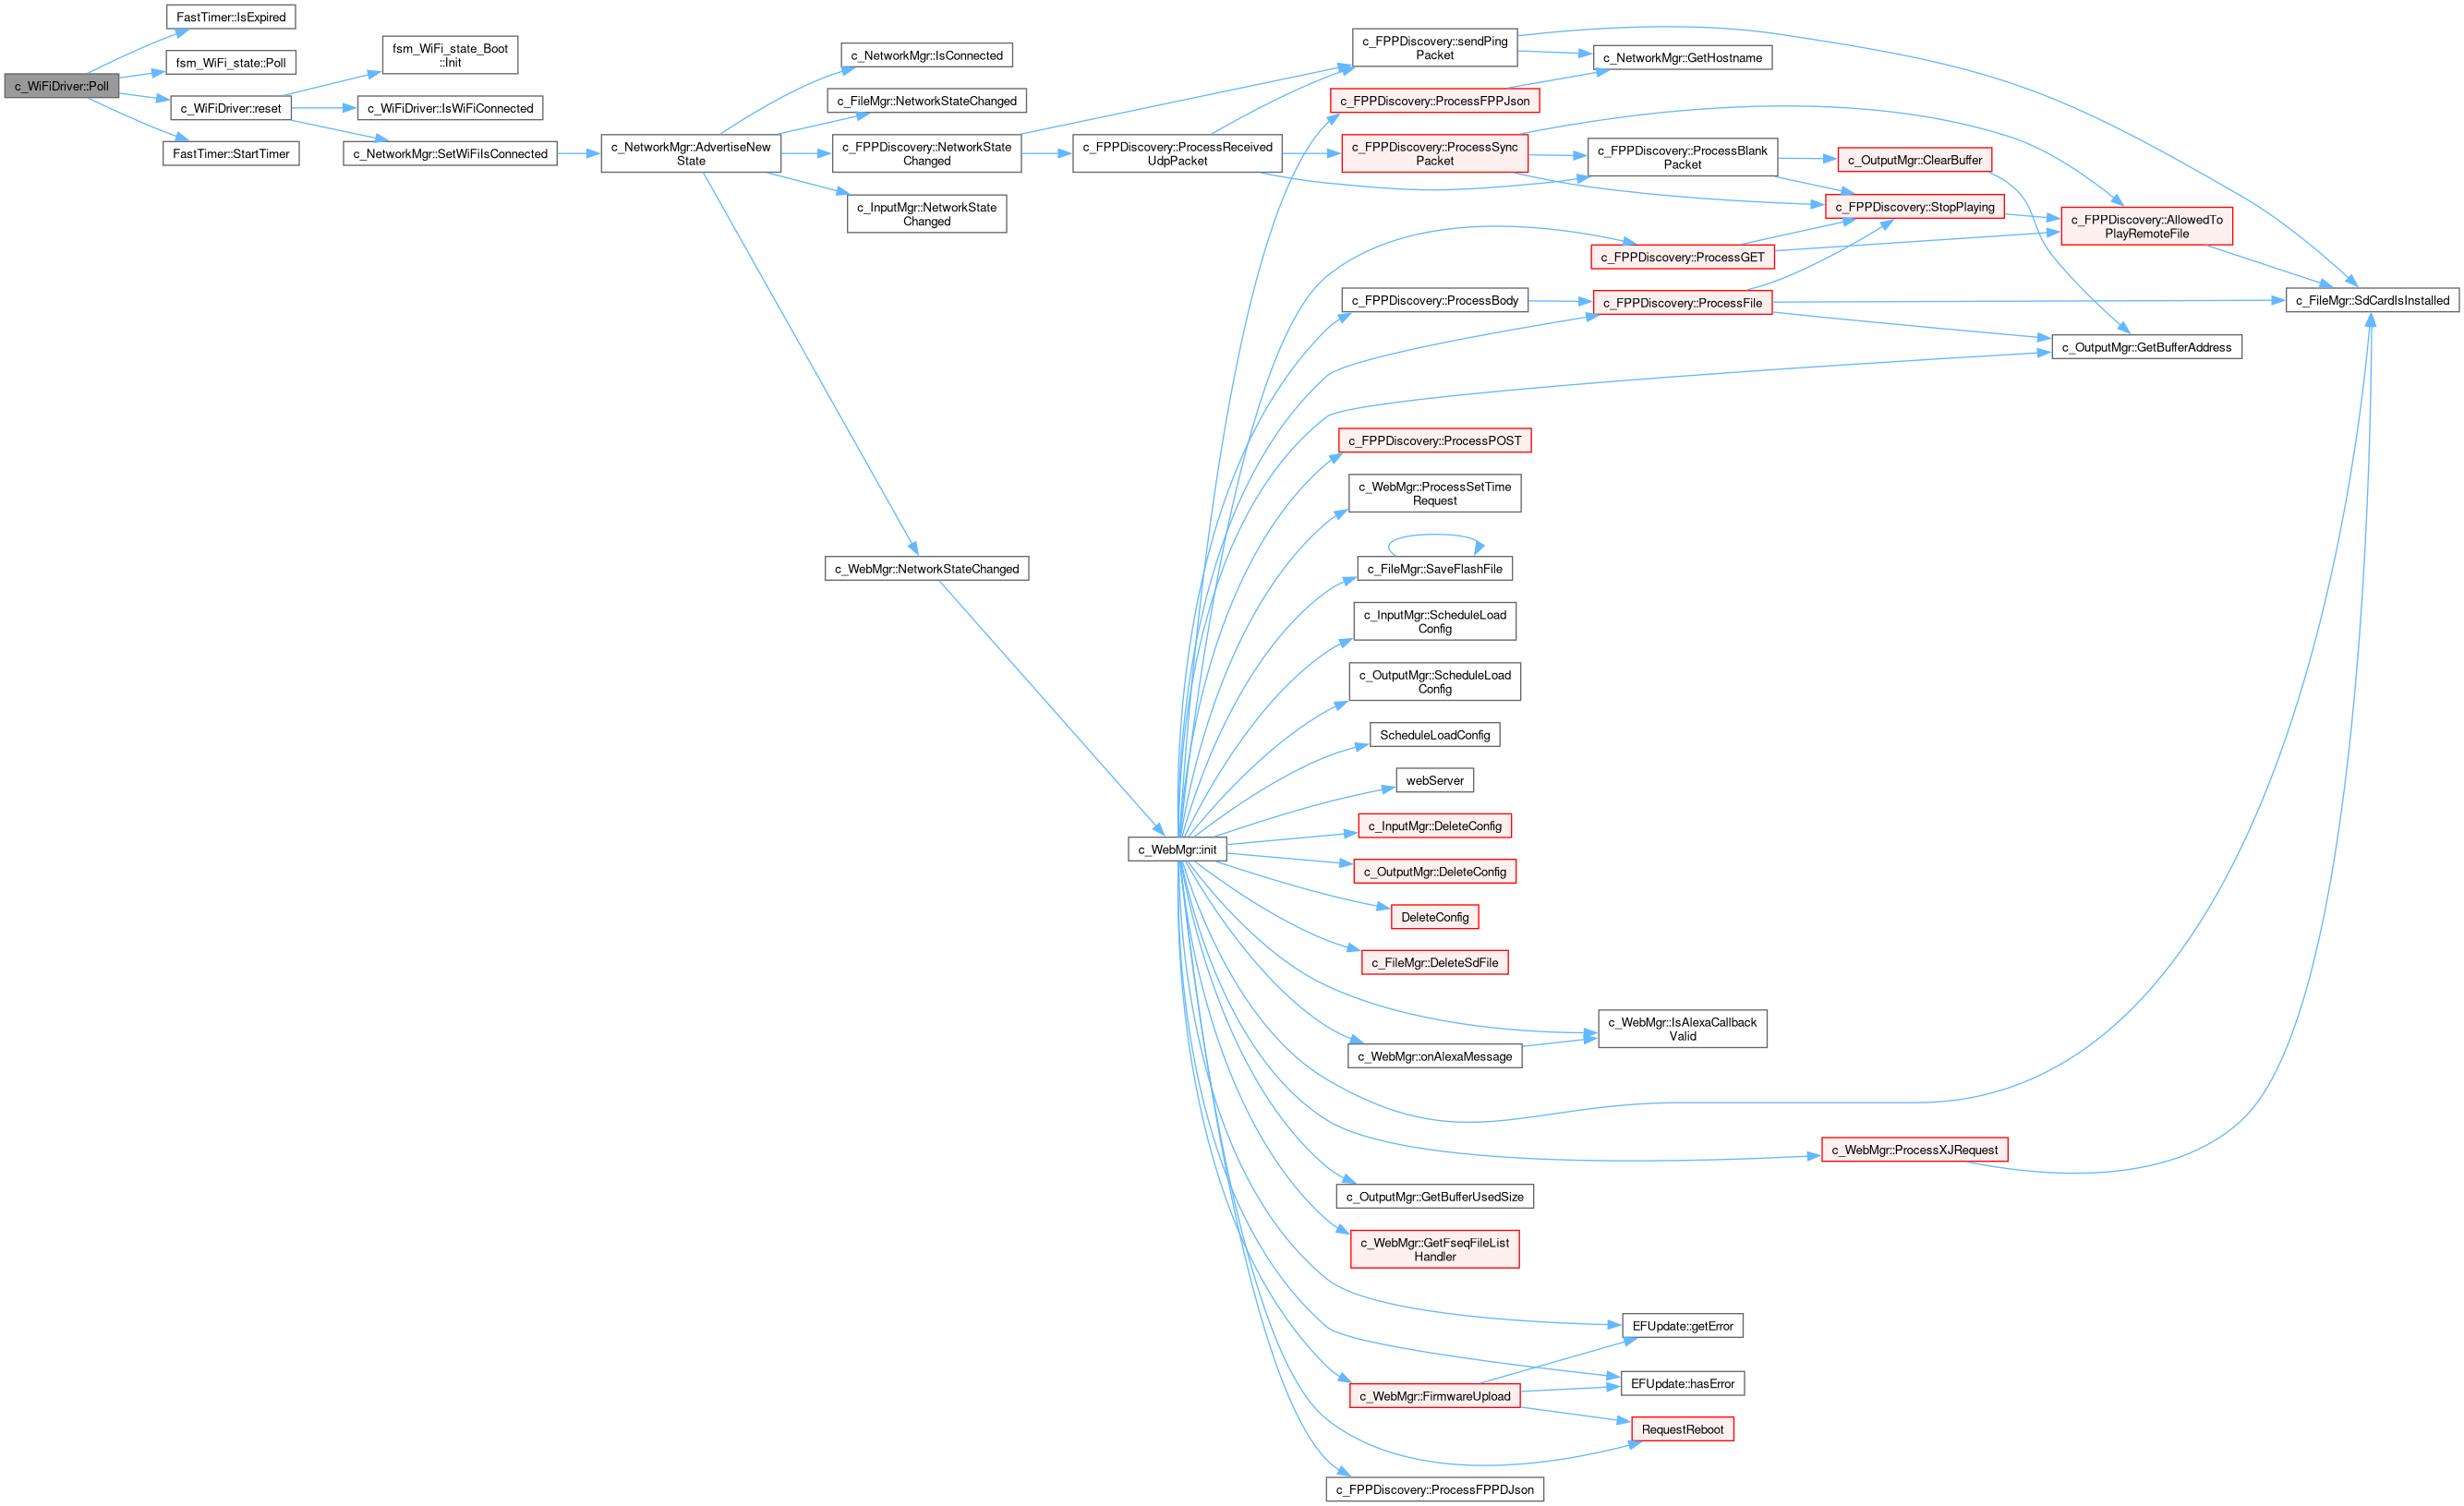 c_WiFiDriver::Poll
FastTimer::IsExpired
fsm_WiFi_state::Poll
c_WiFiDriver::reset
FastTimer::StartTimer
fsm_WiFi_state_Boot
::Init
c_WiFiDriver::IsWiFiConnected
c_NetworkMgr::SetWiFiIsConnected
c_NetworkMgr::AdvertiseNew
State
c_NetworkMgr::IsConnected
c_FileMgr::NetworkStateChanged
c_FPPDiscovery::NetworkState
Changed
c_InputMgr::NetworkState
Changed
c_WebMgr::NetworkStateChanged
c_FPPDiscovery::ProcessReceived
UdpPacket
c_WebMgr::init
c_FPPDiscovery::sendPing
Packet
c_FPPDiscovery::ProcessFPPJson
c_FPPDiscovery::ProcessSync
Packet
c_FPPDiscovery::ProcessBody
c_FPPDiscovery::ProcessPOST
c_WebMgr::ProcessSetTime
Request
c_FileMgr::SaveFlashFile
c_InputMgr::ScheduleLoad
Config
c_OutputMgr::ScheduleLoad
Config
ScheduleLoadConfig
webServer
c_InputMgr::DeleteConfig
c_OutputMgr::DeleteConfig
DeleteConfig
c_FileMgr::DeleteSdFile
c_WebMgr::onAlexaMessage
c_OutputMgr::GetBufferUsedSize
c_WebMgr::GetFseqFileList
Handler
c_WebMgr::FirmwareUpload
c_FPPDiscovery::ProcessFPPDJson
c_NetworkMgr::GetHostname
c_FPPDiscovery::ProcessBlank
Packet
c_FPPDiscovery::ProcessGET
c_FPPDiscovery::ProcessFile
c_WebMgr::IsAlexaCallback
Valid
EFUpdate::getError
EFUpdate::hasError
RequestReboot
c_OutputMgr::ClearBuffer
c_FPPDiscovery::StopPlaying
c_WebMgr::ProcessXJRequest
c_FPPDiscovery::AllowedTo
PlayRemoteFile
c_OutputMgr::GetBufferAddress
c_FileMgr::SdCardIsInstalled